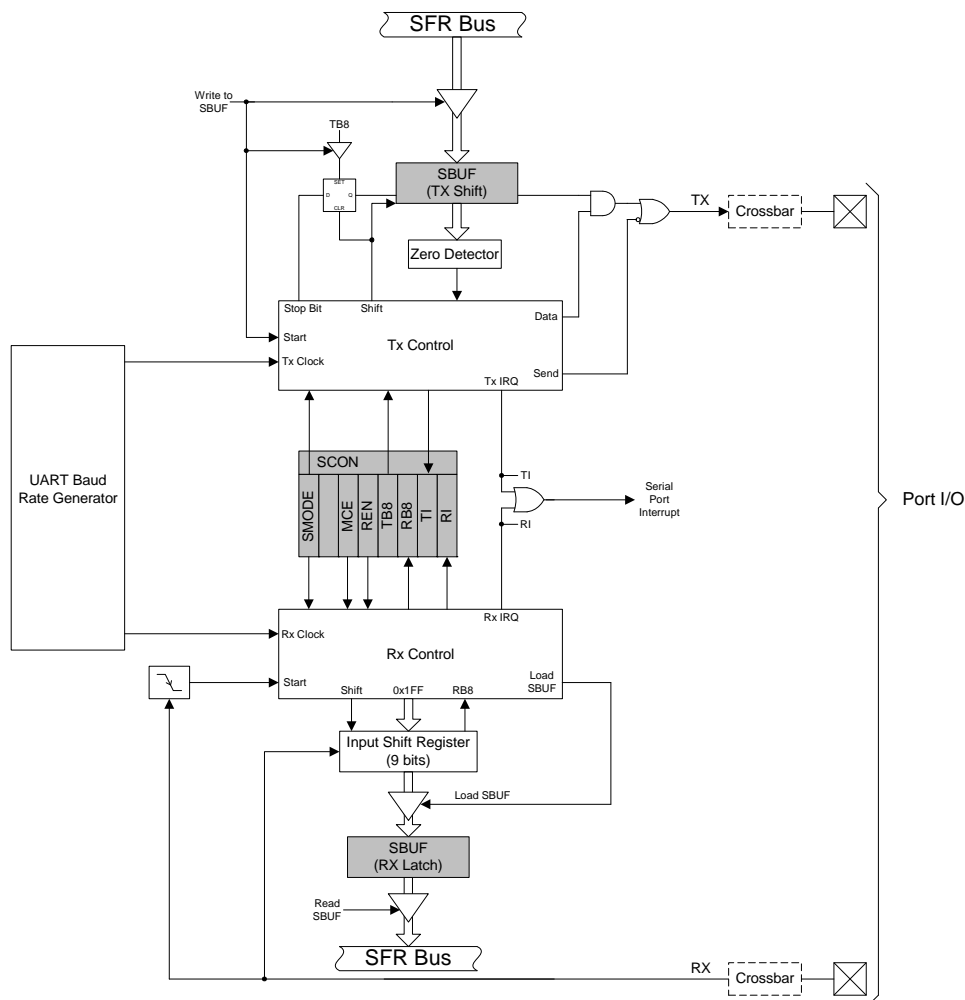 SFR Bus
Write to
SBUF
TB8
SET
D
Q
CLR
SBUF
(TX Shift)
TX
Crossbar
Zero Detector
Stop Bit
Shift
Data
Start
Tx Control
Tx Clock
Send
Tx IRQ
UART Baud
Rate Generator
SCON
SMODE
MCE
REN
TB8
RB8
TI
RI
TI
RI
Serial
Port
Interrupt
Port I/O
Rx IRQ
Rx Clock
Rx Control
Start
Load
SBUF
Shift
0x1FF
RB8
Input Shift Register
(9 bits)
Load SBUF
SBUF
(RX Latch)
Read
SBUF
SFR Bus
RX
Crossbar